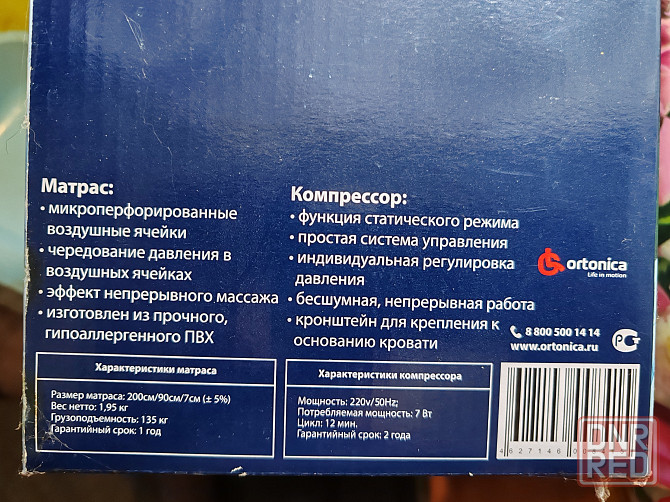 Матрас:
• микроперфорированные
воздушные ячейки
• чередование давления в
воздушных ячейках
• эффект непрерывного массажа
• изготовлен из прочного,
гипоаллергенного ПВХ
Характеристики матраса
Размер матраса: 200см/90см/7см (± 5%)
Вес нетто: 1,95 кг
Грузоподъемность: 135 кг
Гарантийный срок: 1 год
Компрессор:
• функция статического режима
• простая система управления
• индивидуальная регулировка
давления
• бесшумная, непрерывная работа
• кронштейн для крепления к
основанию кровати
Характеристики компрессора
Мощность: 220v/50Hz;
Потребляемая мощность: 7 Вт
Цикл: 12 мин.
Гарантийный срок: 2 года
ortonica
Life in motion
8 800 500 14 14
www.ortonica.ru
4 627146
DNR
RED